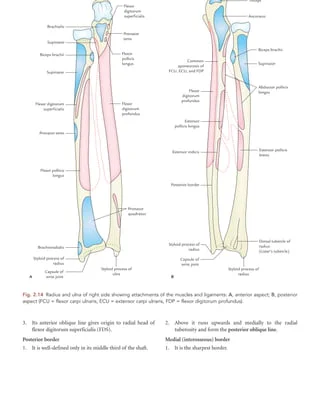 Triceps
Flexor
digitorum
superficialis
Anconeus
Brachialis
Pronator
teres
Supinator
Biceps brachii
Flexor
pollicis
longus
Supinator
Flexor digitorum
superficialis
Flexor
digitorum
profundus
Pronator teres
Flexor pollicis
longus
Pronator
quadratus
Brachioradialis
Styloid process of
radius
Styloid process of
ulna
Capsule of
wrist joint
A
Biceps brachii
Common
aponeurosis of
FCU, ECU, and FDP
Supinator
Abductor pollicis
longus
Flexor
digitorum
profundus
Extensor
pollicis longus
Extensor indicis
Extensor pollicis
brevis
Posterior border
Styloid process of
radius
Dorsal tubercle of
radius
(Lister's tubercle)
Capsule of
wrist joint
Styloid process of
radius
B
Fig. 2.14 Radius and ulna of right side showing attachments of the muscles and ligaments: A, anterior aspect; B, posterior
aspect (FCU = flexor carpi ulnaris, ECU = extensor carpi ulnaris, FDP = flexor digitorum profundus).
3. Its anterior oblique line gives origin to radial head of
flexor digitorum superficialis (FDS).
Posterior border
1. It is well-defined only in its middle third of the shaft.
2. Above it runs upwards and medially to the radial
tuberosity and form the posterior oblique line.
Medial (interosseous) border
1. It is the sharpest border.